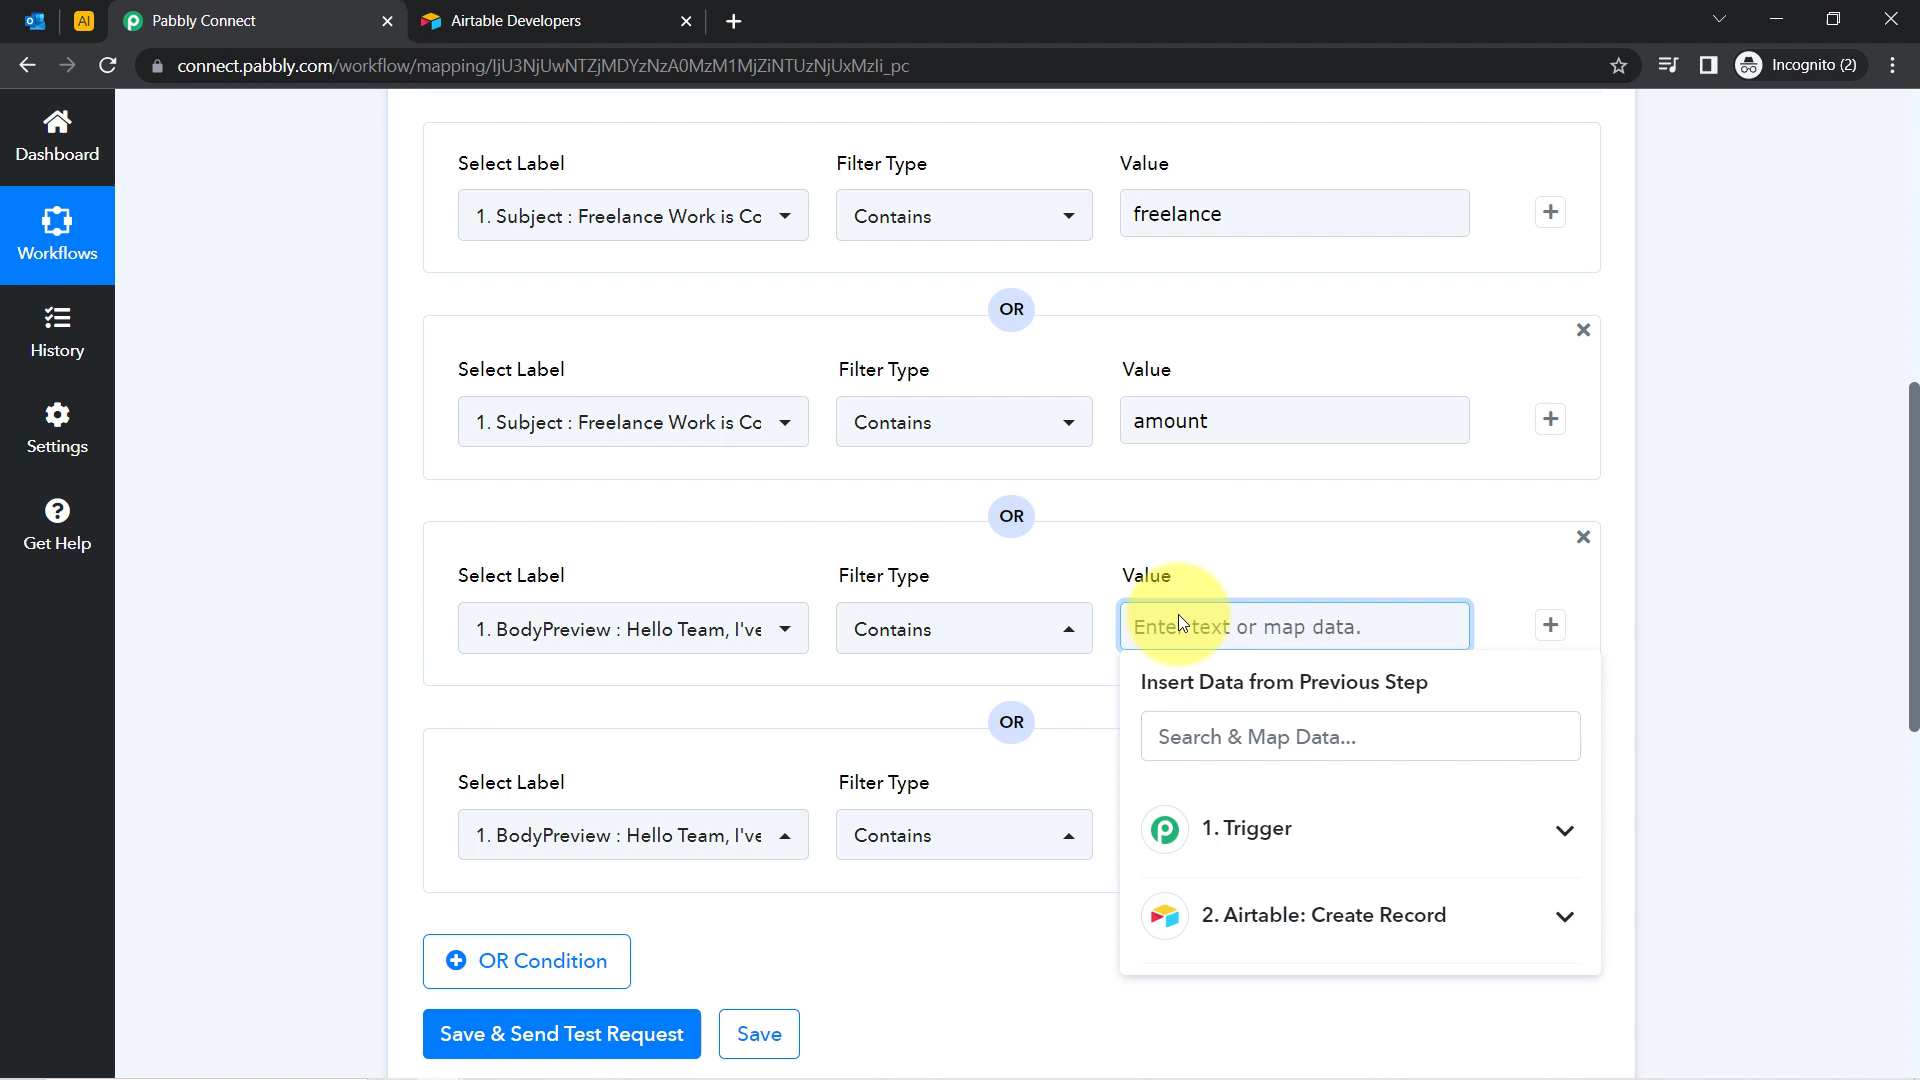 Pabbly Connect
Airtable Developers
connect.pabbly.com/workflow/mapping/IjU3NjUwNTZjMDYzNzA0MzM1MjZiNTUzNjUxMzIi_pc
Incognito (2)
AI
Dashboard
Workflows
History
Settings
Get Help
Select Label
Filter Type
Value
1. Subject : Freelance Work is Co
Contains
freelance
OR
Select Label
Filter Type
Value
1. Subject : Freelance Work is Co
Contains
amount
OR
Select Label
Filter Type
Value
1. BodyPreview : Hello Team, I've
Contains
Enter text or map data.
Insert Data from Previous Step
Search & Map Data...
1. Trigger
2. Airtable: Create Record
OR
Select Label
Filter Type
1. BodyPreview : Hello Team, I've
Contains
OR Condition
Save & Send Test Request
Save